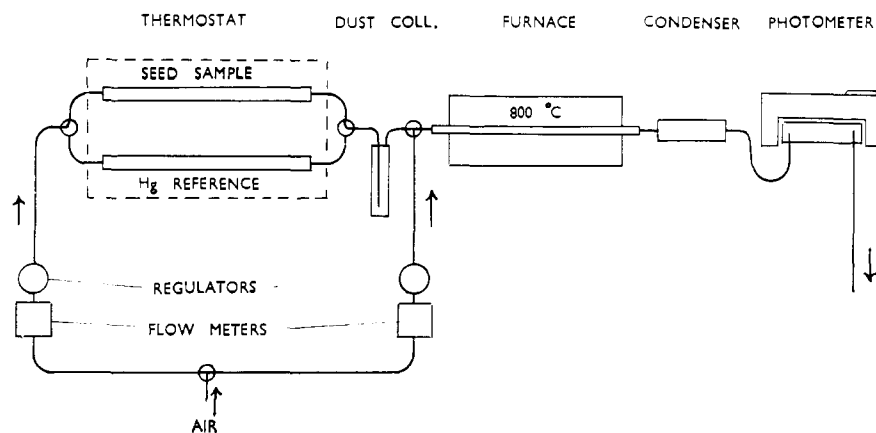 THERMOSTAT
DUST COLL.
FURNACE
CONDENSER
PHOTOMETER
SEED SAMPLE
800 °C
Hg REFERENCE
REGULATORS
FLOW METERS
AIR